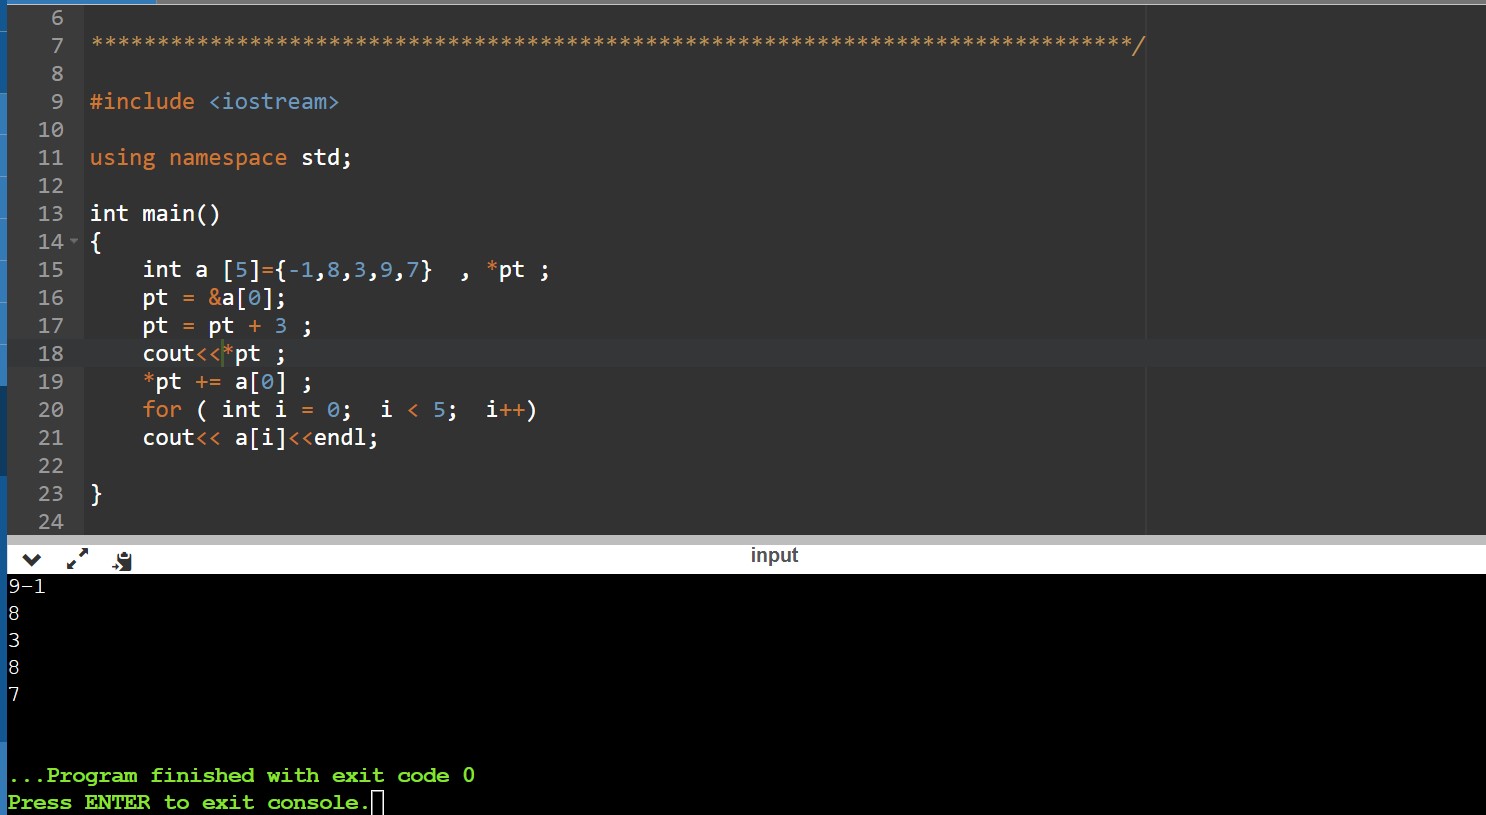 6
7 *******************************************************************************/
8
9 #include <iostream>
10
11 using namespace std;
12
13 int main()
14 {
15     int a [5]={-1,8,3,9,7}  , *pt ;
16     pt = &a[0];
17     pt = pt + 3 ;
18     cout<<*pt ;
19     *pt += a[0] ;
20     for ( int i = 0;  i < 5;  i++)
21     cout<< a[i]<<endl;
22
23 }
24
input
9-1
8
3
8
7
...Program finished with exit code 0
Press ENTER to exit console.